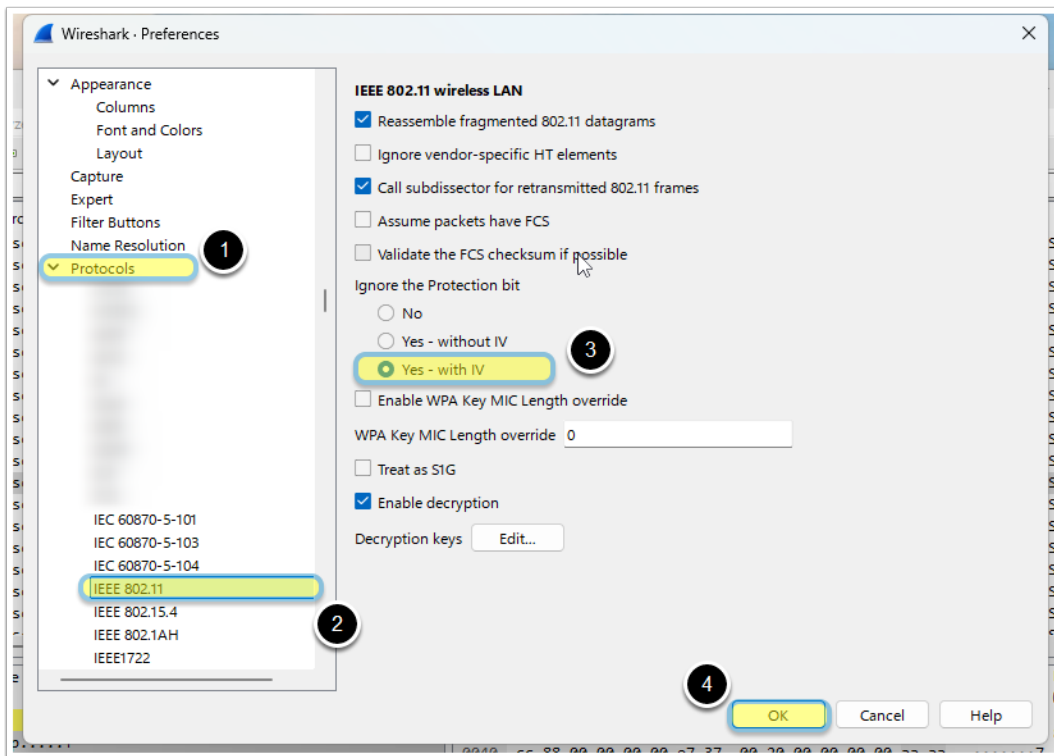 Wireshark · Preferences
Appearance
Columns
Font and Colors
Layout
Capture
Expert
Filter Buttons
Name Resolution
1
Protocols
IEC 60870-5-101
IEC 60870-5-103
IEC 60870-5-104
IEEE 802.11
IEEE 802.15.4
2
IEEE 802.1AH
IEEE1722
IEEE 802.11 wireless LAN
Reassemble fragmented 802.11 datagrams
Ignore vendor-specific HT elements
Call subdissector for retransmitted 802.11 frames
Assume packets have FCS
Validate the FCS checksum if possible
Ignore the Protection bit
No
Yes - without IV
3
Yes - with IV
Enable WPA Key MIC Length override
WPA Key MIC Length override 0
Treat as S1G
Enable decryption
Decryption keys Edit...
4
OK Cancel Help